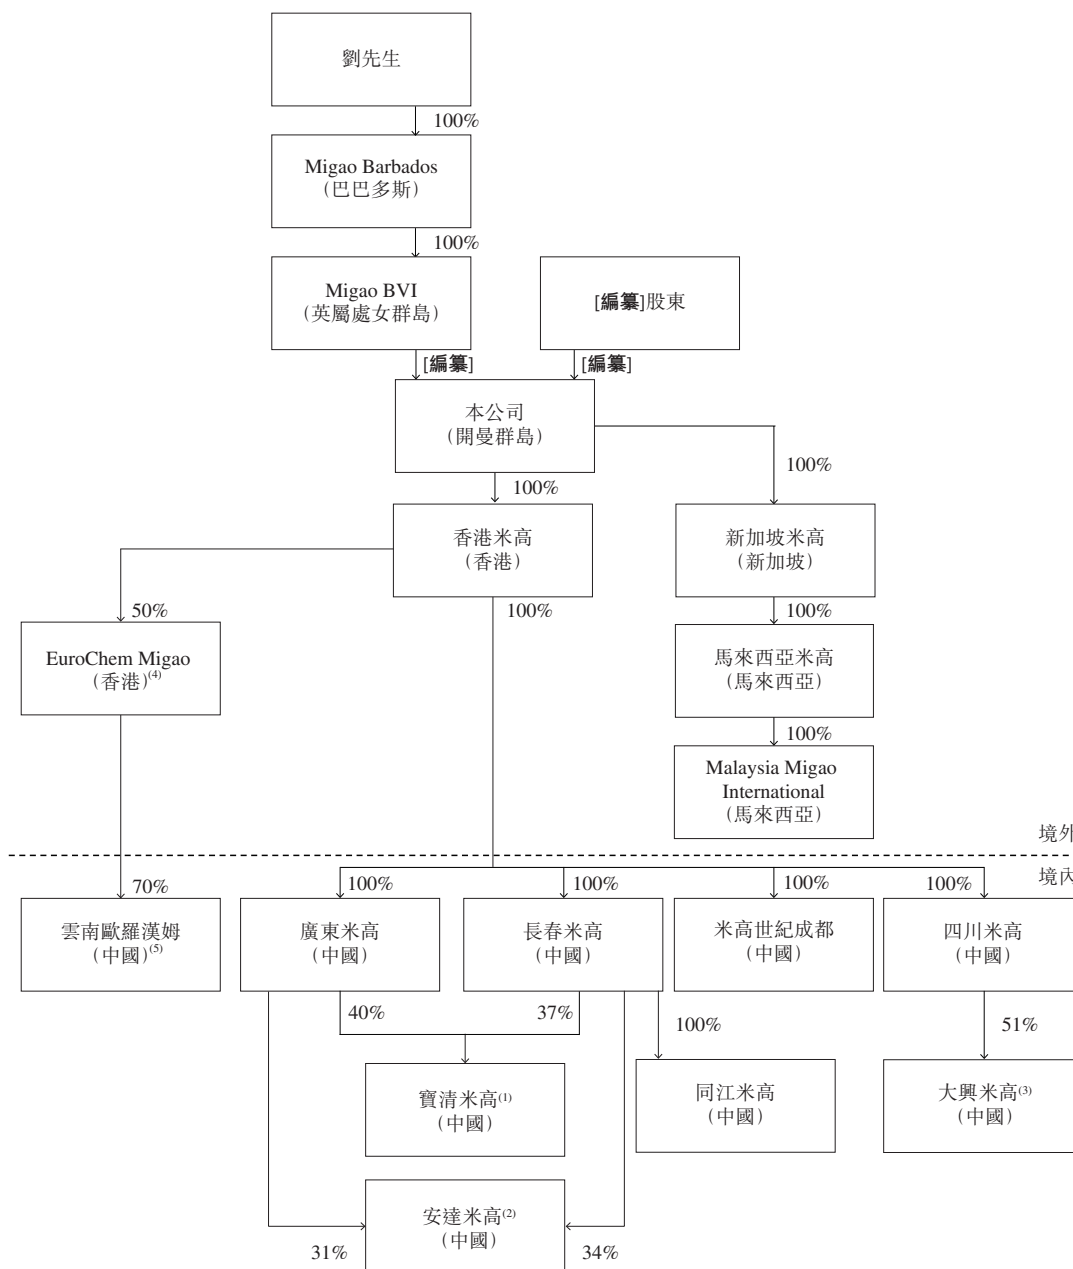 劉先生
100%
Migao Barbados
(巴巴多斯)
100%
Migao BVI
(英屬處女群島)
[編纂]股東
[編纂]
[編纂]
本公司
(開曼群島)
100%
100%
香港米高
(香港)
新加坡米高
(新加坡)
50%
100%
100%
EuroChem Migao
(香港)(4)
馬來西亞米高
(馬來西亞)
100%
Malaysia Migao
International
(馬來西亞)
境外
境內
70%
100%
100%
100%
100%
雲南歐羅漢姆
(中國)(5)
廣東米高
(中國)
長春米高
(中國)
米高世紀成都
(中國)
四川米高
(中國)
40%
37%
100%
51%
寶清米高(1)
(中國)
同江米高
(中國)
大興米高(3)
(中國)
安達米高(2)
(中國)
31%
34%